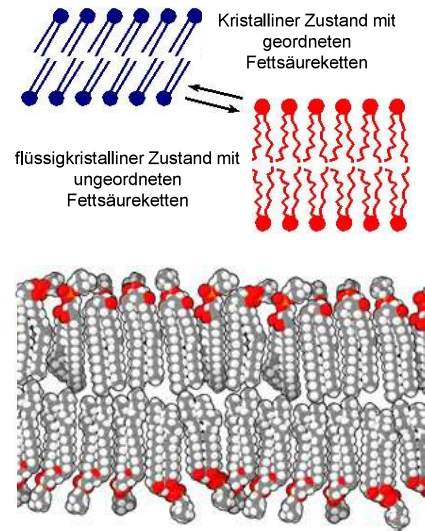 Kristalliner Zustand mit
geordneten
Fettsäureketten
flüssigkristalliner Zustand mit
ungeordneten
Fettsäureketten